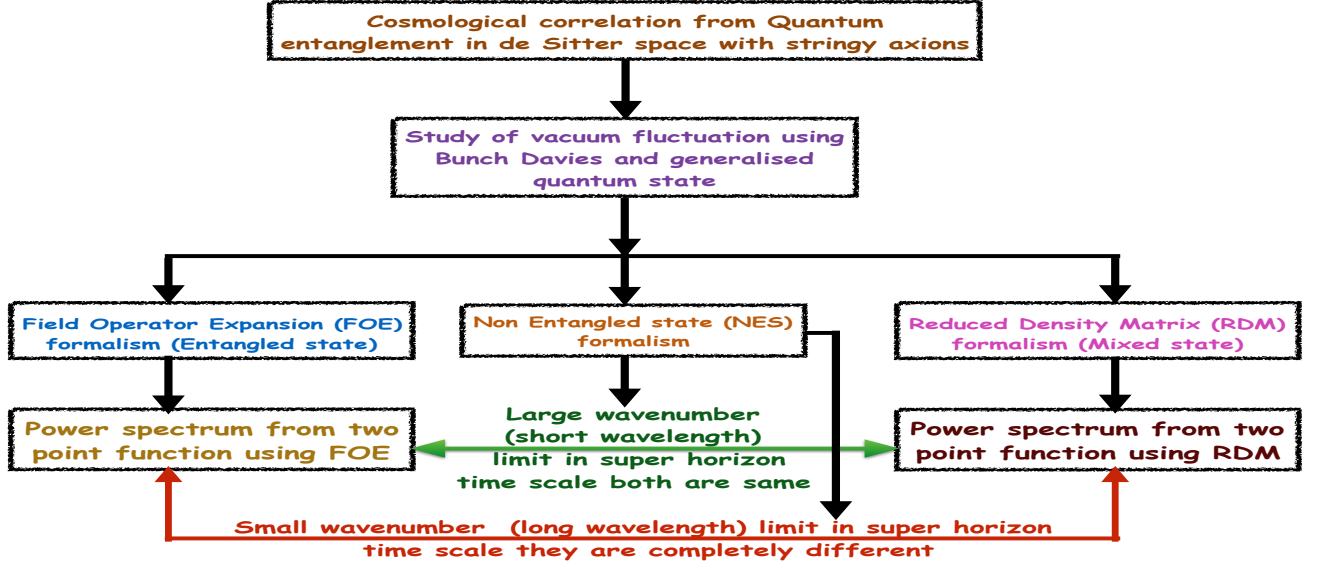 Cosmological correlation from Quantum
entanglement in de Sitter space with stringy axions
Study of vacuum fluctuation using
Bunch Davies and generalised
quantum state
Field Operator Expansion (FOE)
formalism (Entangled state)
Non Entangled state (NES)
formalism
Reduced Density Matrix (RDM)
formalism (Mixed state)
Power spectrum from two
point function using FOE
Large wavenumber
(short wavelength)
limit in super horizon
time scale both are same
Power spectrum from two
point function using RDM
Small wavenumber (long wavelength) limit in super horizon
time scale they are completely different